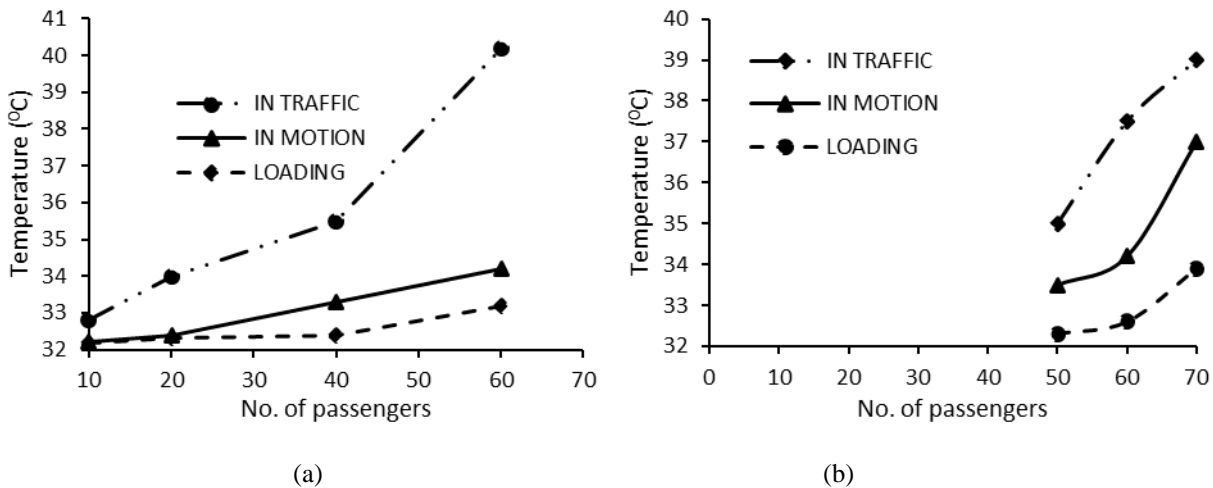 41
40
39
38
37
36
35
34
33
32
Temperature (⁰C)
IN TRAFFIC
IN MOTION
LOADING
10 20 30 40 50 60 70
No. of passengers
(a)
40
39
38
37
36
35
34
33
32
Temperature (⁰C)
IN TRAFFIC
IN MOTION
LOADING
0 10 20 30 40 50 60 70
No. of passengers
(b)